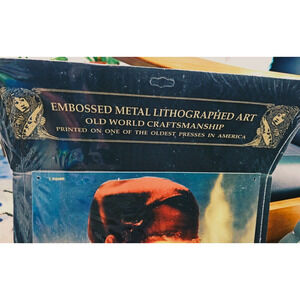 EMBOSSED METAL LITHOGRAPHED ART
OLD WORLD CRAFTSMANSHIP
PRINTED ON ONE OF THE OLDEST PRESSES IN AMERICA